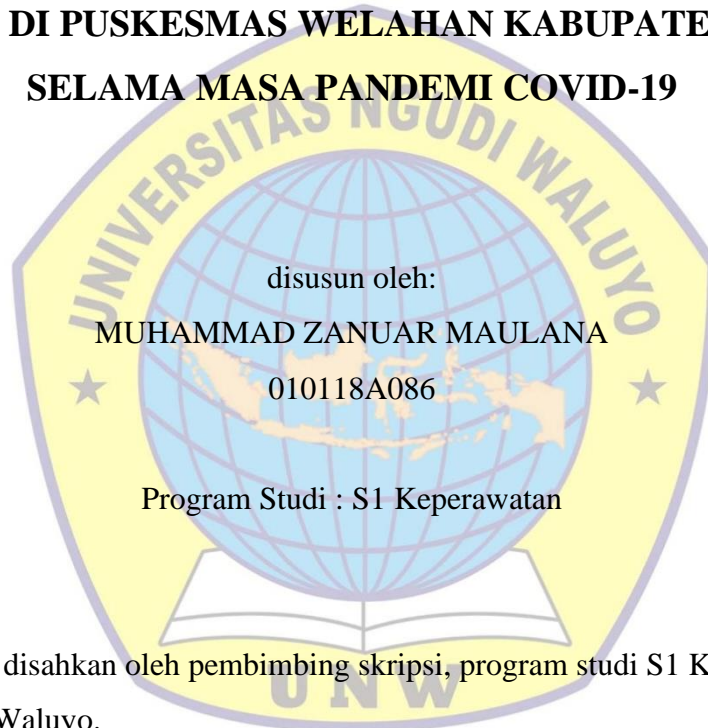 DI PUSKESMAS WELAHAN KABUPATE
SELAMA MASA PANDEMI COVID-19
UNIVERSITAS NGUDI WALUYO
disusun oleh:
MUHAMMAD ZANUAR MAULANA
010118A086
Program Studi : S1 Keperawatan
disahkan oleh pembimbing skripsi, program studi S1 K
UNW
Waluyo.